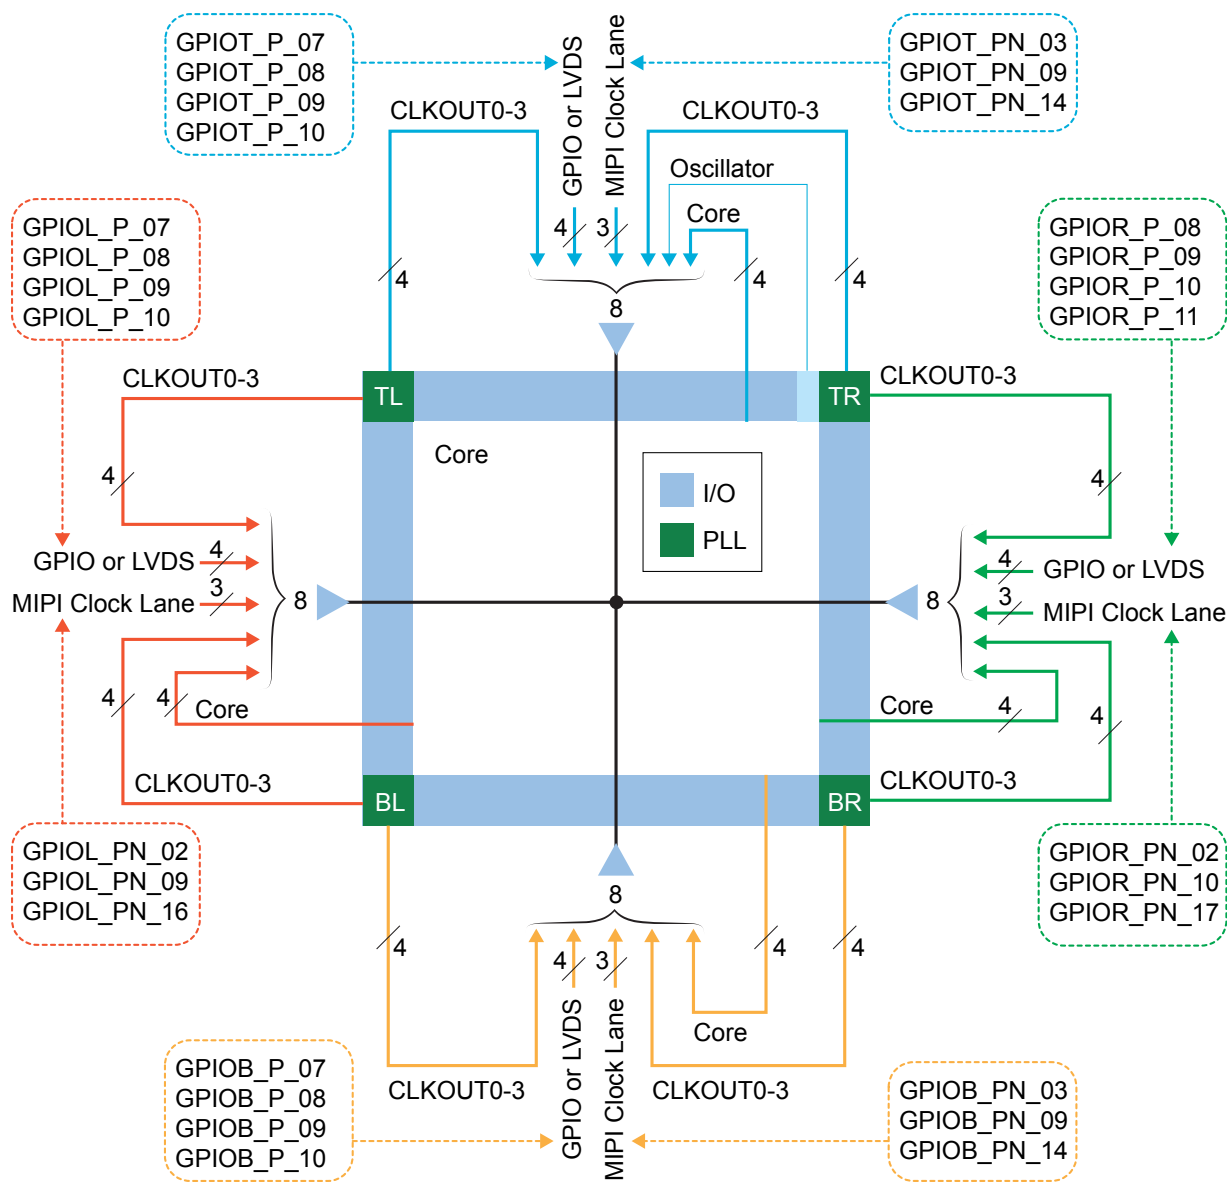 GPIOT_P_07
GPIOT_P_08
GPIOT_P_09
GPIOT_P_10
GPIO or LVDS
MIPI Clock Lane
GPIOT_PN_03
GPIOT_PN_09
GPIOT_PN_14
CLKOUT0-3
CLKOUT0-3
Oscillator
Core
4
3
4
4
4
8
GPIOL_P_07
GPIOL_P_08
GPIOL_P_09
GPIOL_P_10
GPIOR_P_08
GPIOR_P_09
GPIOR_P_10
GPIOR_P_11
CLKOUT0-3
TL
TR
CLKOUT0-3
Core
I/O
PLL
4
GPIO or LVDS
4
MIPI Clock Lane
3
8
4
4
Core
4
4
GPIO or LVDS
3
MIPI Clock Lane
8
Core
4
4
CLKOUT0-3
BL
BR
CLKOUT0-3
GPIOL_PN_02
GPIOL_PN_09
GPIOL_PN_16
GPIOR_PN_02
GPIOR_PN_10
GPIOR_PN_17
8
4
4
3
4
4
GPIO or LVDS
MIPI Clock Lane
Core
CLKOUT0-3
CLKOUT0-3
GPIOB_P_07
GPIOB_P_08
GPIOB_P_09
GPIOB_P_10
GPIOB_PN_03
GPIOB_PN_09
GPIOB_PN_14